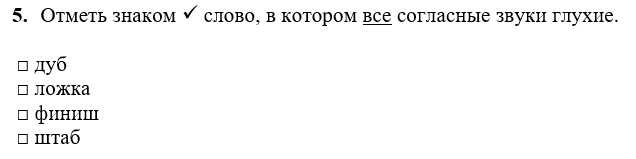 5. Отметь знаком ✓ слово, в котором все согласные звуки глухие.
□ дуб
□ ложка
□ финиш
□ штаб